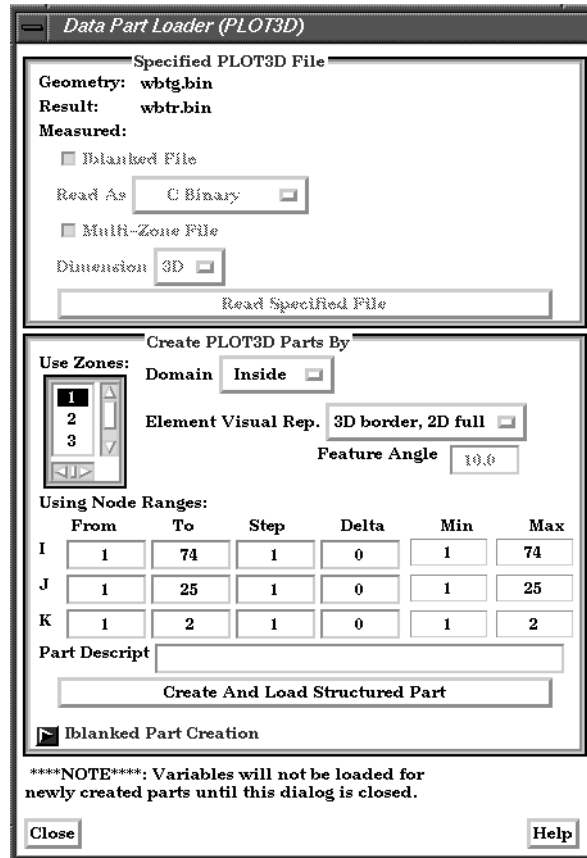 Data Part Loader (PLOT3D)
Specified PLOT3D File
Geometry: wbtg.bin
Result: wbtr.bin
Measured:
Iblanked File
Read As C Binary
Multi-Zone File
Dimension 3D
Read Specified File
Create PLOT3D Parts By
Use Zones:
Domain Inside
1
2
3
Element Visual Rep. 3D border, 2D full
Feature Angle 10.0
Using Node Ranges:
From To Step Delta Min Max
I 1 74 1 0 1 74
J 1 25 1 0 1 25
K 1 2 1 0 1 2
Part Descript
Create And Load Structured Part
Iblanked Part Creation
****NOTE****: Variables will not be loaded for
newly created parts until this dialog is closed.
Close Help